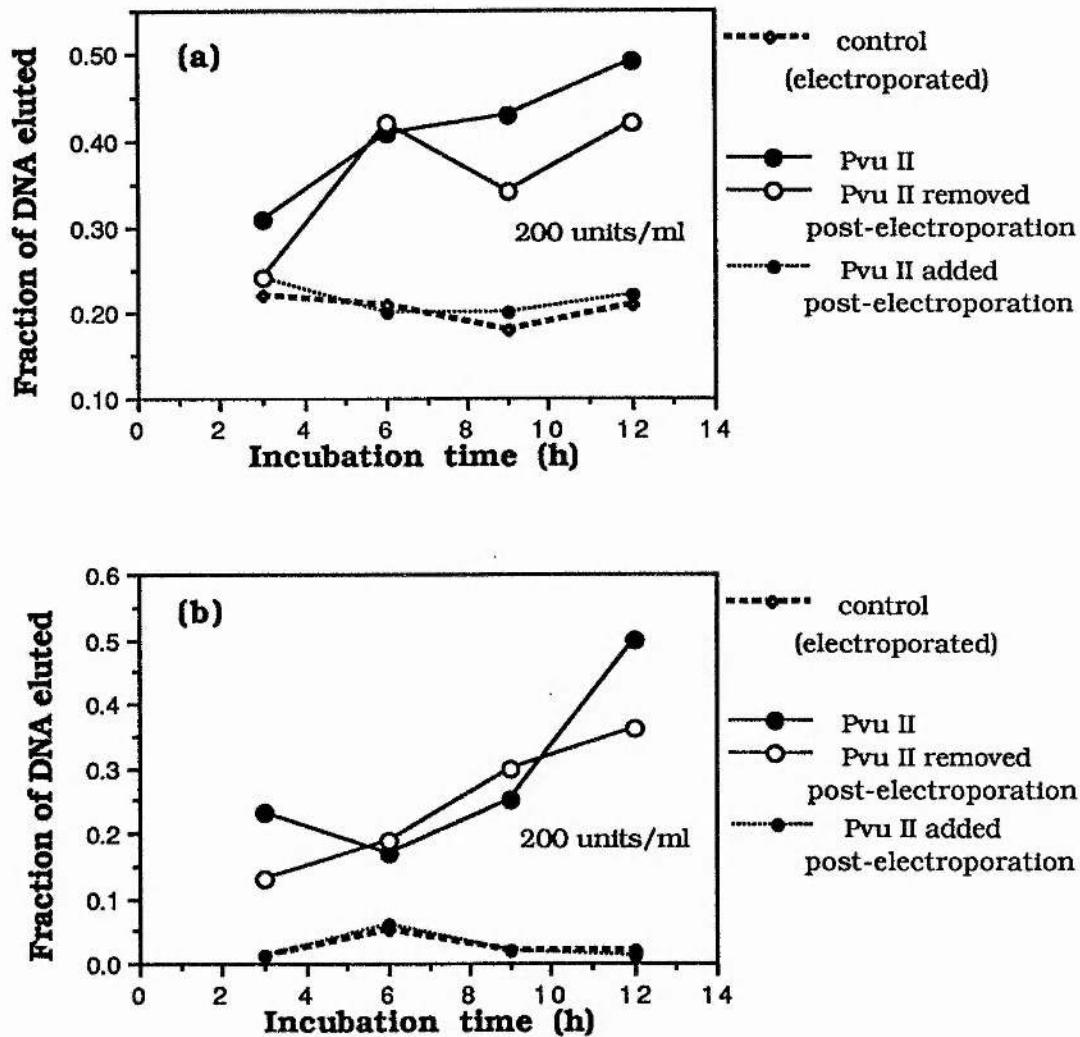 (a)
Fraction of DNA eluted
0.50
0.40
0.30
0.20
0.10
200 units/ml
0 2 4 6 8 10 12 14
Incubation time (h)
control
(electroporated)
Pvu II
Pvu II removed
post-electroporation
Pvu II added
post-electroporation
(b)
Fraction of DNA eluted
0.6
0.5
0.4
0.3
0.2
0.1
0.0
200 units/ml
0 2 4 6 8 10 12 14
Incubation time (h)
control
(electroporated)
Pvu II
Pvu II removed
post-electroporation
Pvu II added
post-electroporation